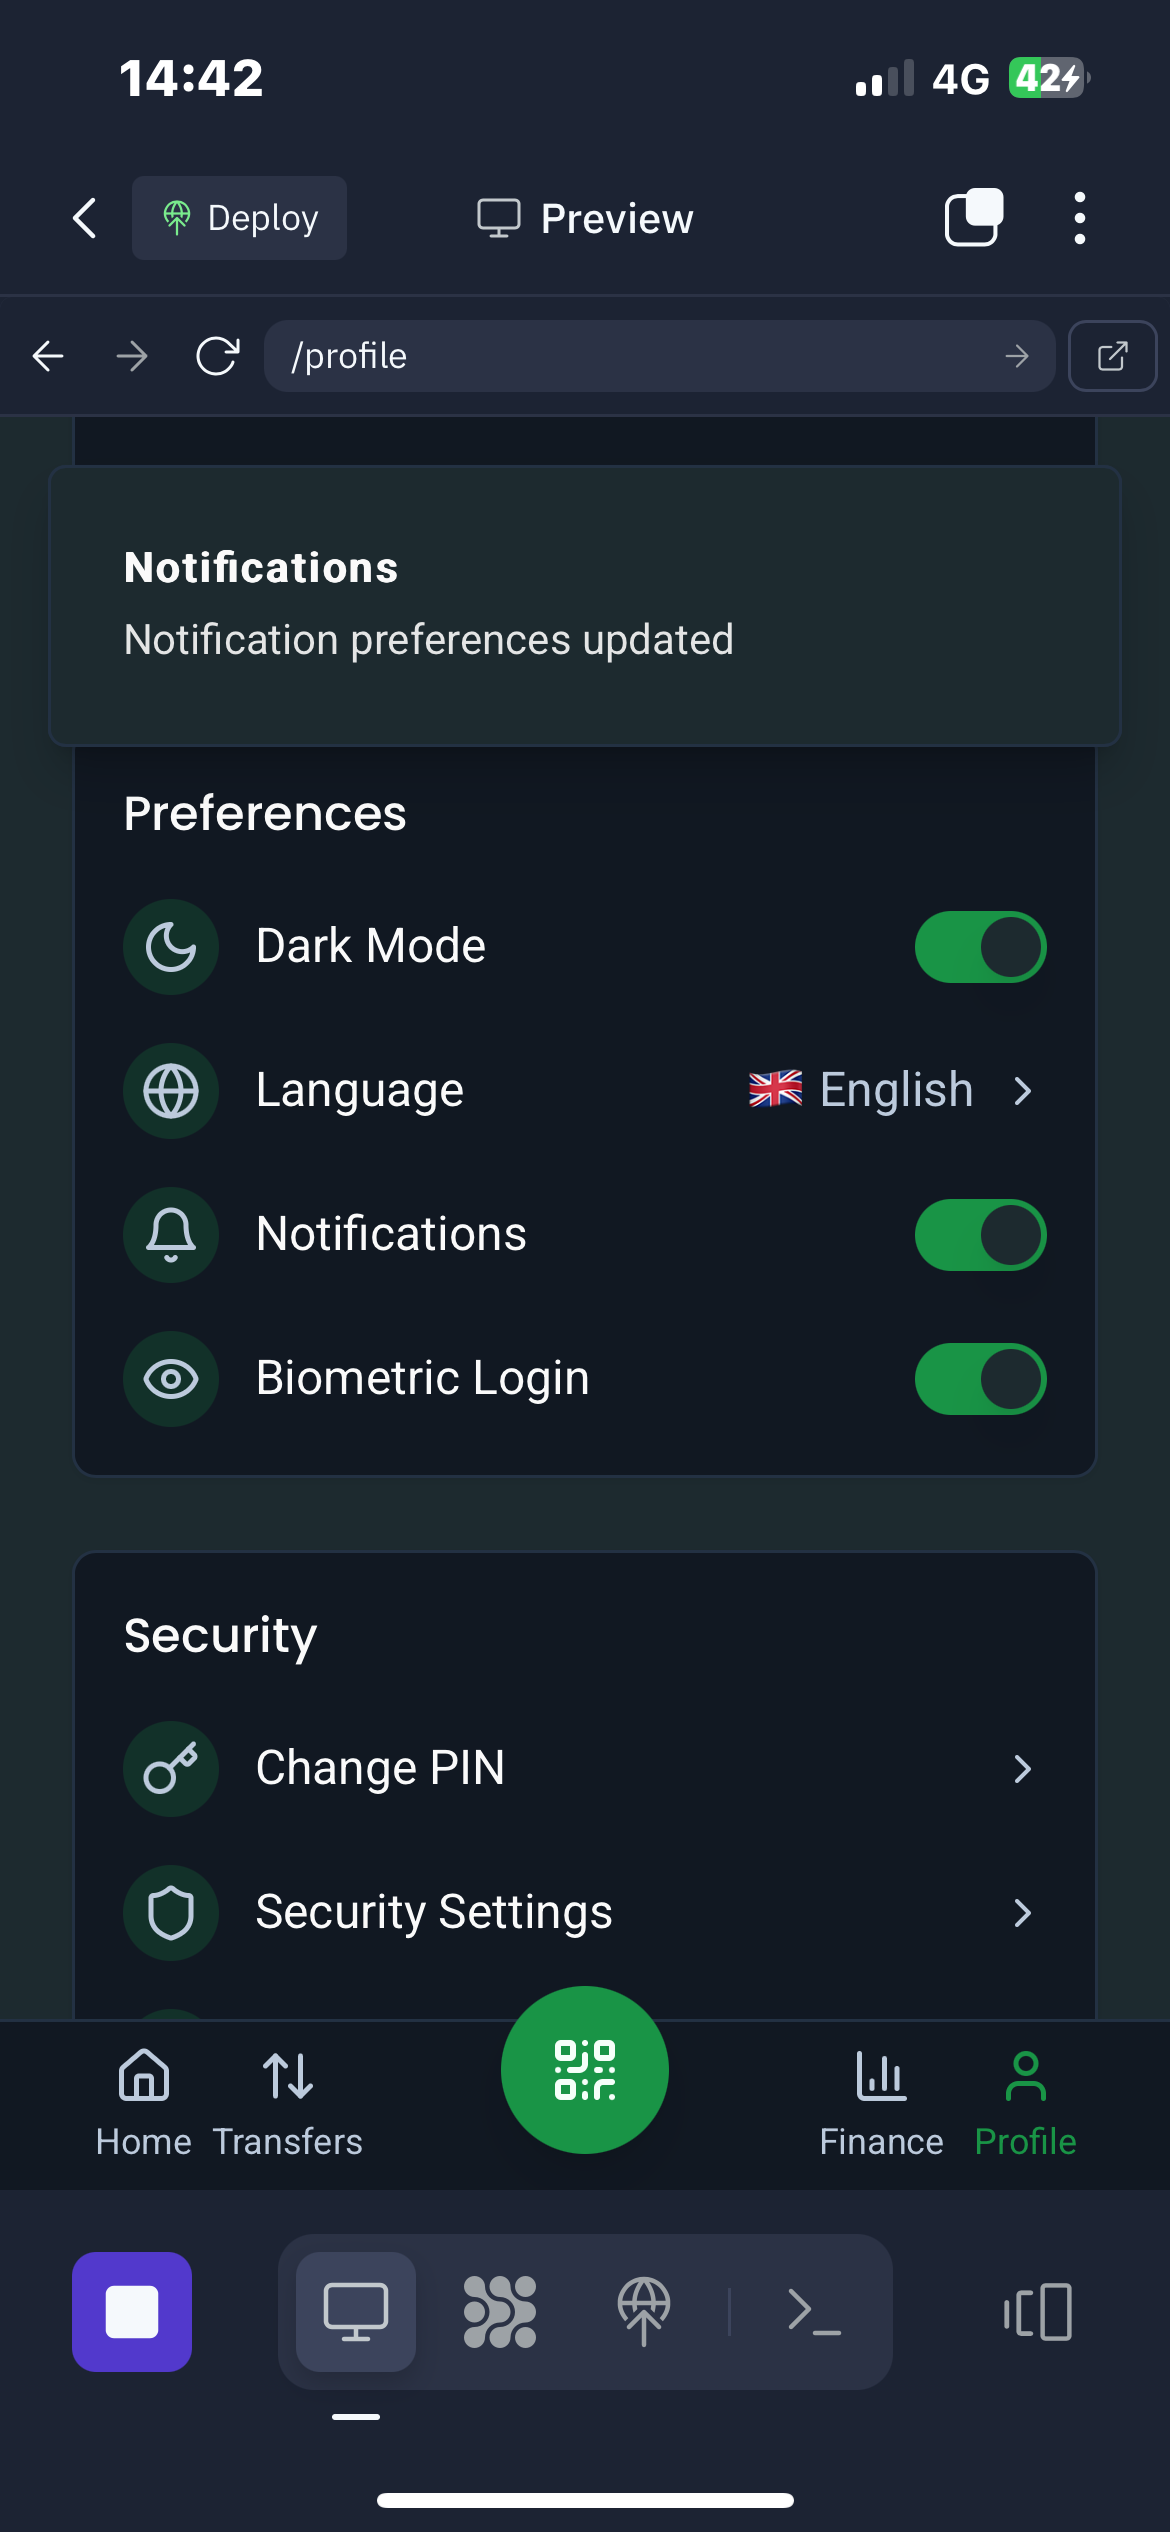 14:42
4G
42
Deploy
Preview
/profile
Notifications
Notification preferences updated
Preferences
Dark Mode
Language
🇬🇧 English
Notifications
Biometric Login
Security
Change PIN
Security Settings
Home
Transfers
Finance
Profile